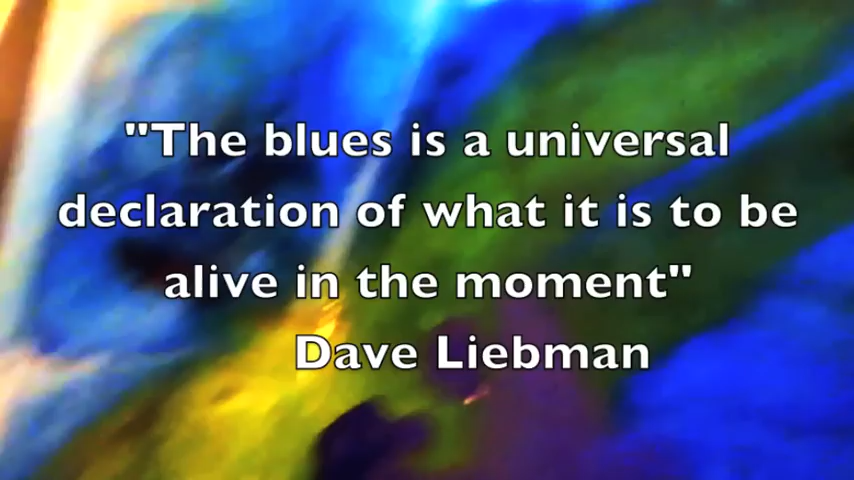 "The blues is a universal
declaration of what it is to be
alive in the moment"
Dave Liebman